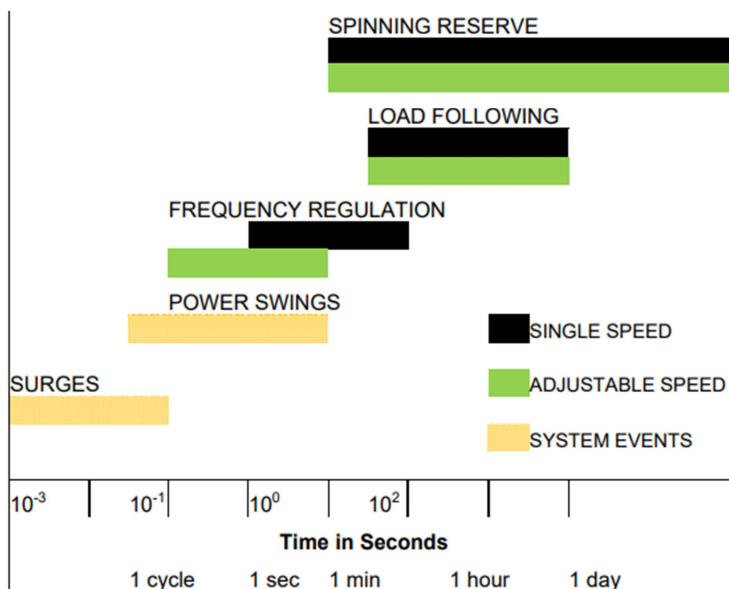 SPINNING RESERVE
LOAD FOLLOWING
FREQUENCY REGULATION
POWER SWINGS
SINGLE SPEED
SURGES
ADJUSTABLE SPEED
SYSTEM EVENTS
10⁻³ 10⁻¹ 10⁰ 10²
Time in Seconds
1 cycle 1 sec 1 min 1 hour 1 day